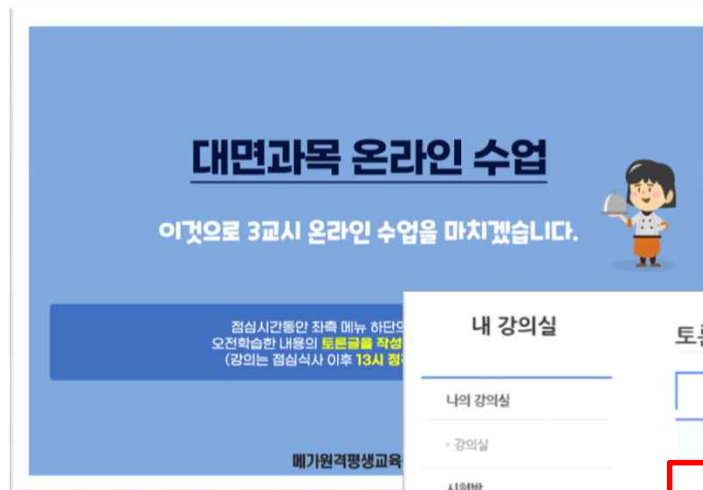 대면과목 온라인 수업
이것으로 3교시 온라인 수업을 마치겠습니다.
점심시간동안 좌측 메뉴 하단의
오전학습한 내용의 토론글을 작성
(강의는 점심식사 이후 13시 정
메가원격평생교육
내 강의실
나의 강의실
- 강의실
시험방